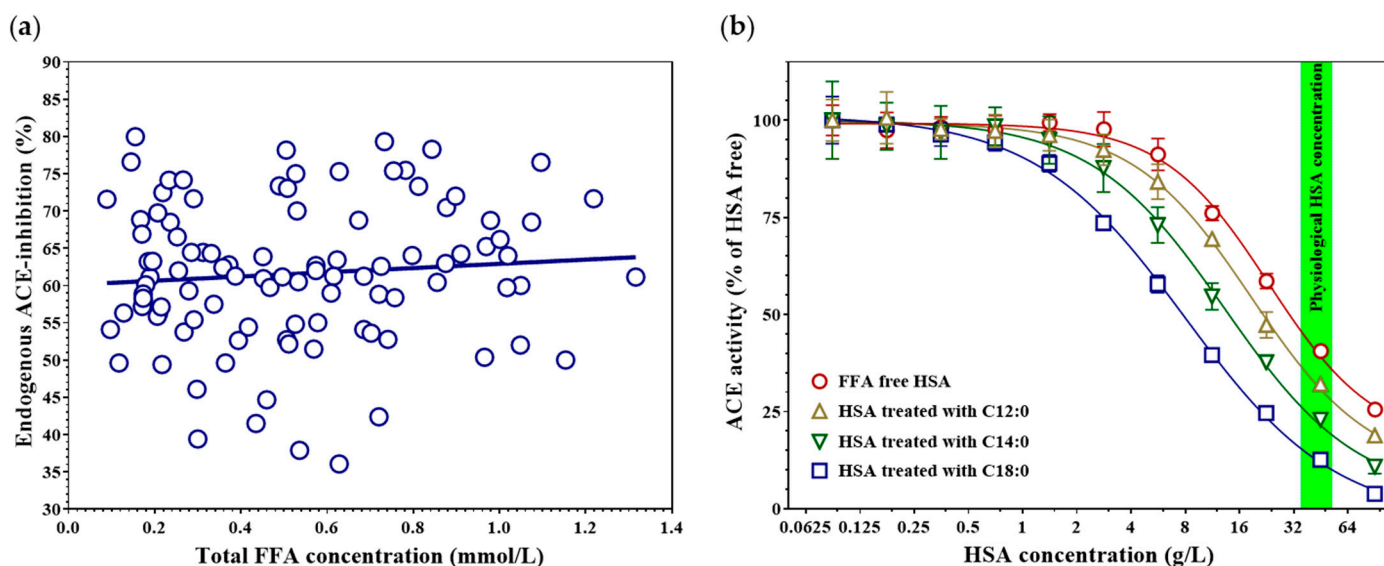 (a)
Endogenous ACE-inhibition (%)
90
85
80
75
70
65
60
55
50
45
40
35
30
0.0 0.2 0.4 0.6 0.8 1.0 1.2 1.4
Total FFA concentration (mmol/L)
(b)
ACE activity (% of HSA free)
100
75
50
25
0
Physiological HSA concentration
FFA free HSA
HSA treated with C12:0
HSA treated with C14:0
HSA treated with C18:0
0.0625 0.125 0.25 0.5 1 2 4 8 16 32 64
HSA concentration (g/L)